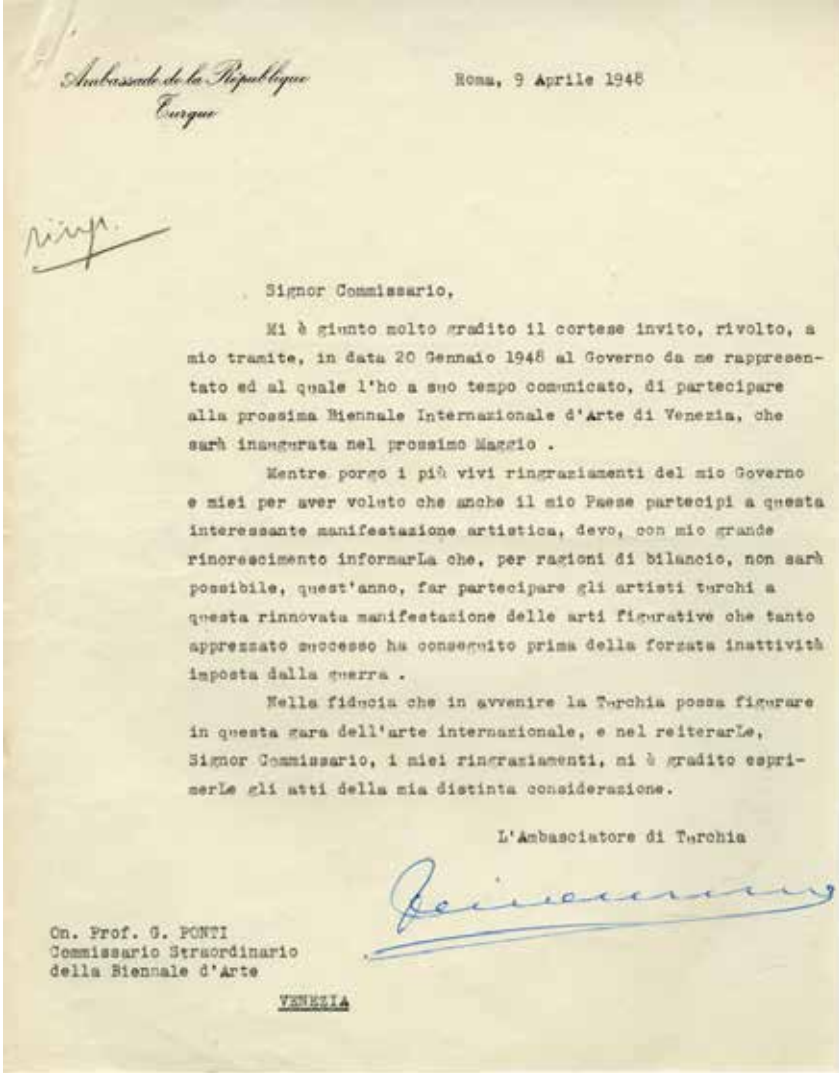 Ambassade de la République
Turque
Roma, 9 Aprile 1948
Signor Commissario,
Mi è giunto molto gradito il cortese invito, rivolto, a
mio tramite, in data 20 Gennaio 1948 al Governo da me rappresen-
tato ed al quale l'ho a suo tempo comunicato, di partecipare
alla prossima Biennale Internazionale d'Arte di Venezia, che
sarà inaugurata nel prossimo Maggio .
Mentre porgo i più vivi ringraziamenti del mio Governo
e miei per aver voluto che anche il mio Paese partecipi a questa
interessante manifestazione artistica, devo, con mio grande
rincrescimento informarLa che, per ragioni di bilancio, non sarà
possibile, quest'anno, far partecipare gli artisti turchi a
questa rinnovata manifestazione delle arti figurative che tanto
apprezzato successo ha conseguito prima della forzata inattività
imposta dalla guerra .
Nella fiducia che in avvenire la Turchia possa figurare
in questa gara dell'arte internazionale, e nel reiterarLe,
Signor Commissario, i miei ringraziamenti, mi è gradito espri-
merLe gli atti della mia distinta considerazione.
L'Ambasciatore di Turchia
On. Prof. G. PONTI
Commissario Straordinario
della Biennale d'Arte
VENEZIA